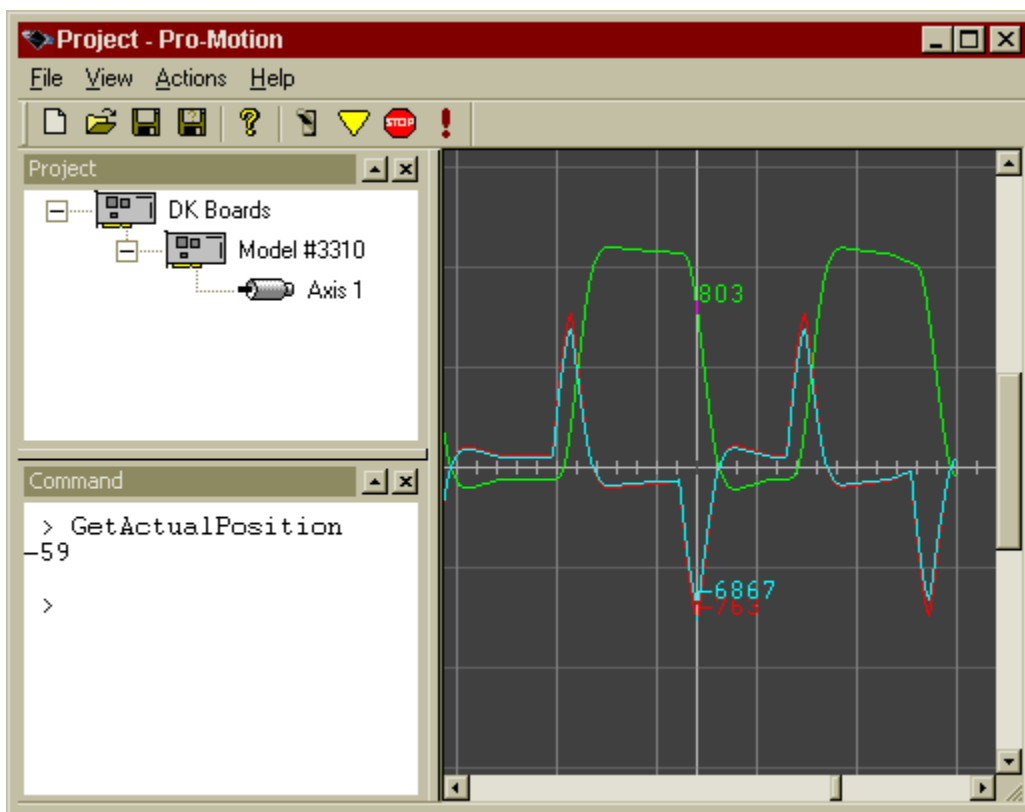 Project - Pro-Motion
File View Actions Help
STOP
Project
DK Boards
Model #3310
Axis 1
Command
> GetActualPosition
-59
>
803
-6867
-763